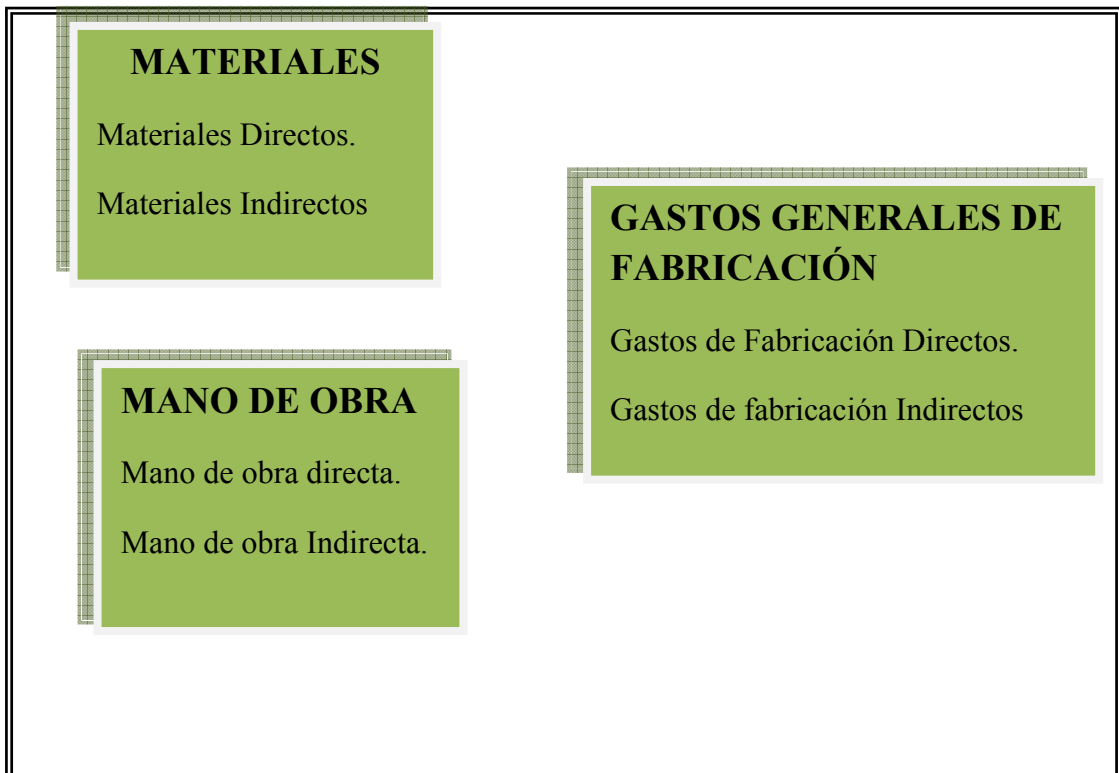 MATERIALES
Materiales Directos.
Materiales Indirectos
GASTOS GENERALES DE
FABRICACIÓN
Gastos de Fabricación Directos.
Gastos de fabricación Indirectos
MANO DE OBRA
Mano de obra directa.
Mano de obra Indirecta.